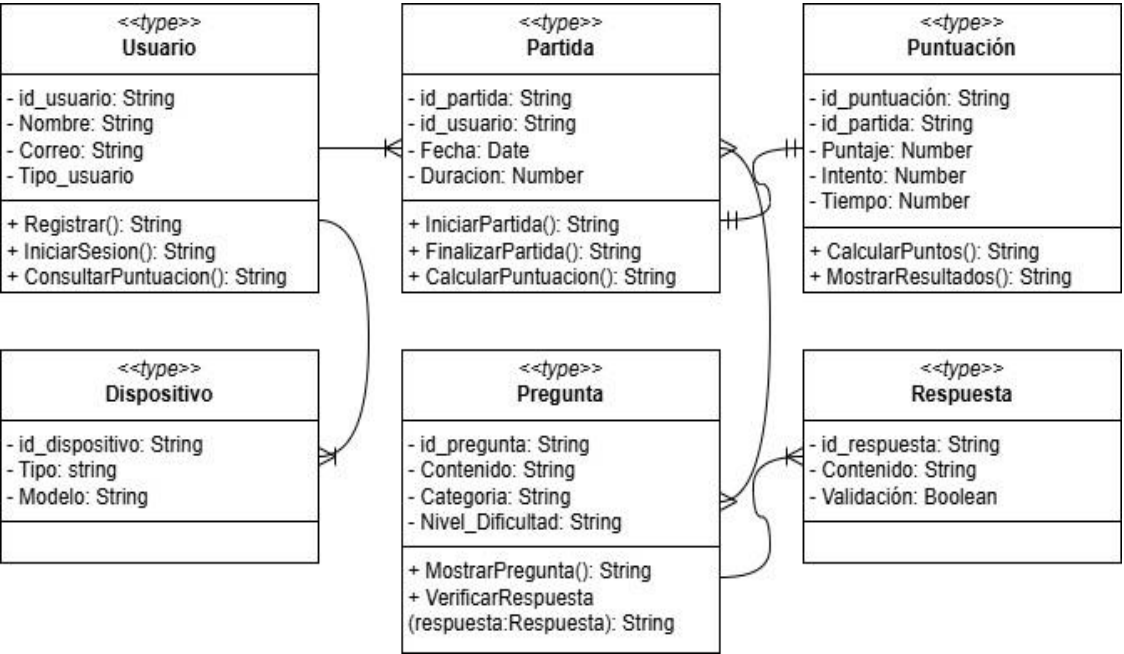 <<type>>
Usuario
- id_usuario: String
- Nombre: String
- Correo: String
- Tipo_usuario
+ Registrar(): String
+ IniciarSesion(): String
+ ConsultarPuntuacion(): String
<<type>>
Partida
- id_partida: String
- id_usuario: String
- Fecha: Date
- Duracion: Number
+ IniciarPartida(): String
+ FinalizarPartida(): String
+ CalcularPuntuacion(): String
<<type>>
Puntuación
- id_puntuación: String
- id_partida: String
- Puntaje: Number
- Intento: Number
- Tiempo: Number
+ CalcularPuntos(): String
+ MostrarResultados(): String
<<type>>
Dispositivo
- id_dispositivo: String
- Tipo: string
- Modelo: String
<<type>>
Pregunta
- id_pregunta: String
- Contenido: String
- Categoria: String
- Nivel_Dificultad: String
+ MostrarPregunta(): String
+ VerificarRespuesta
(respuesta:Respuesta): String
<<type>>
Respuesta
- id_respuesta: String
- Contenido: String
- Validación: Boolean